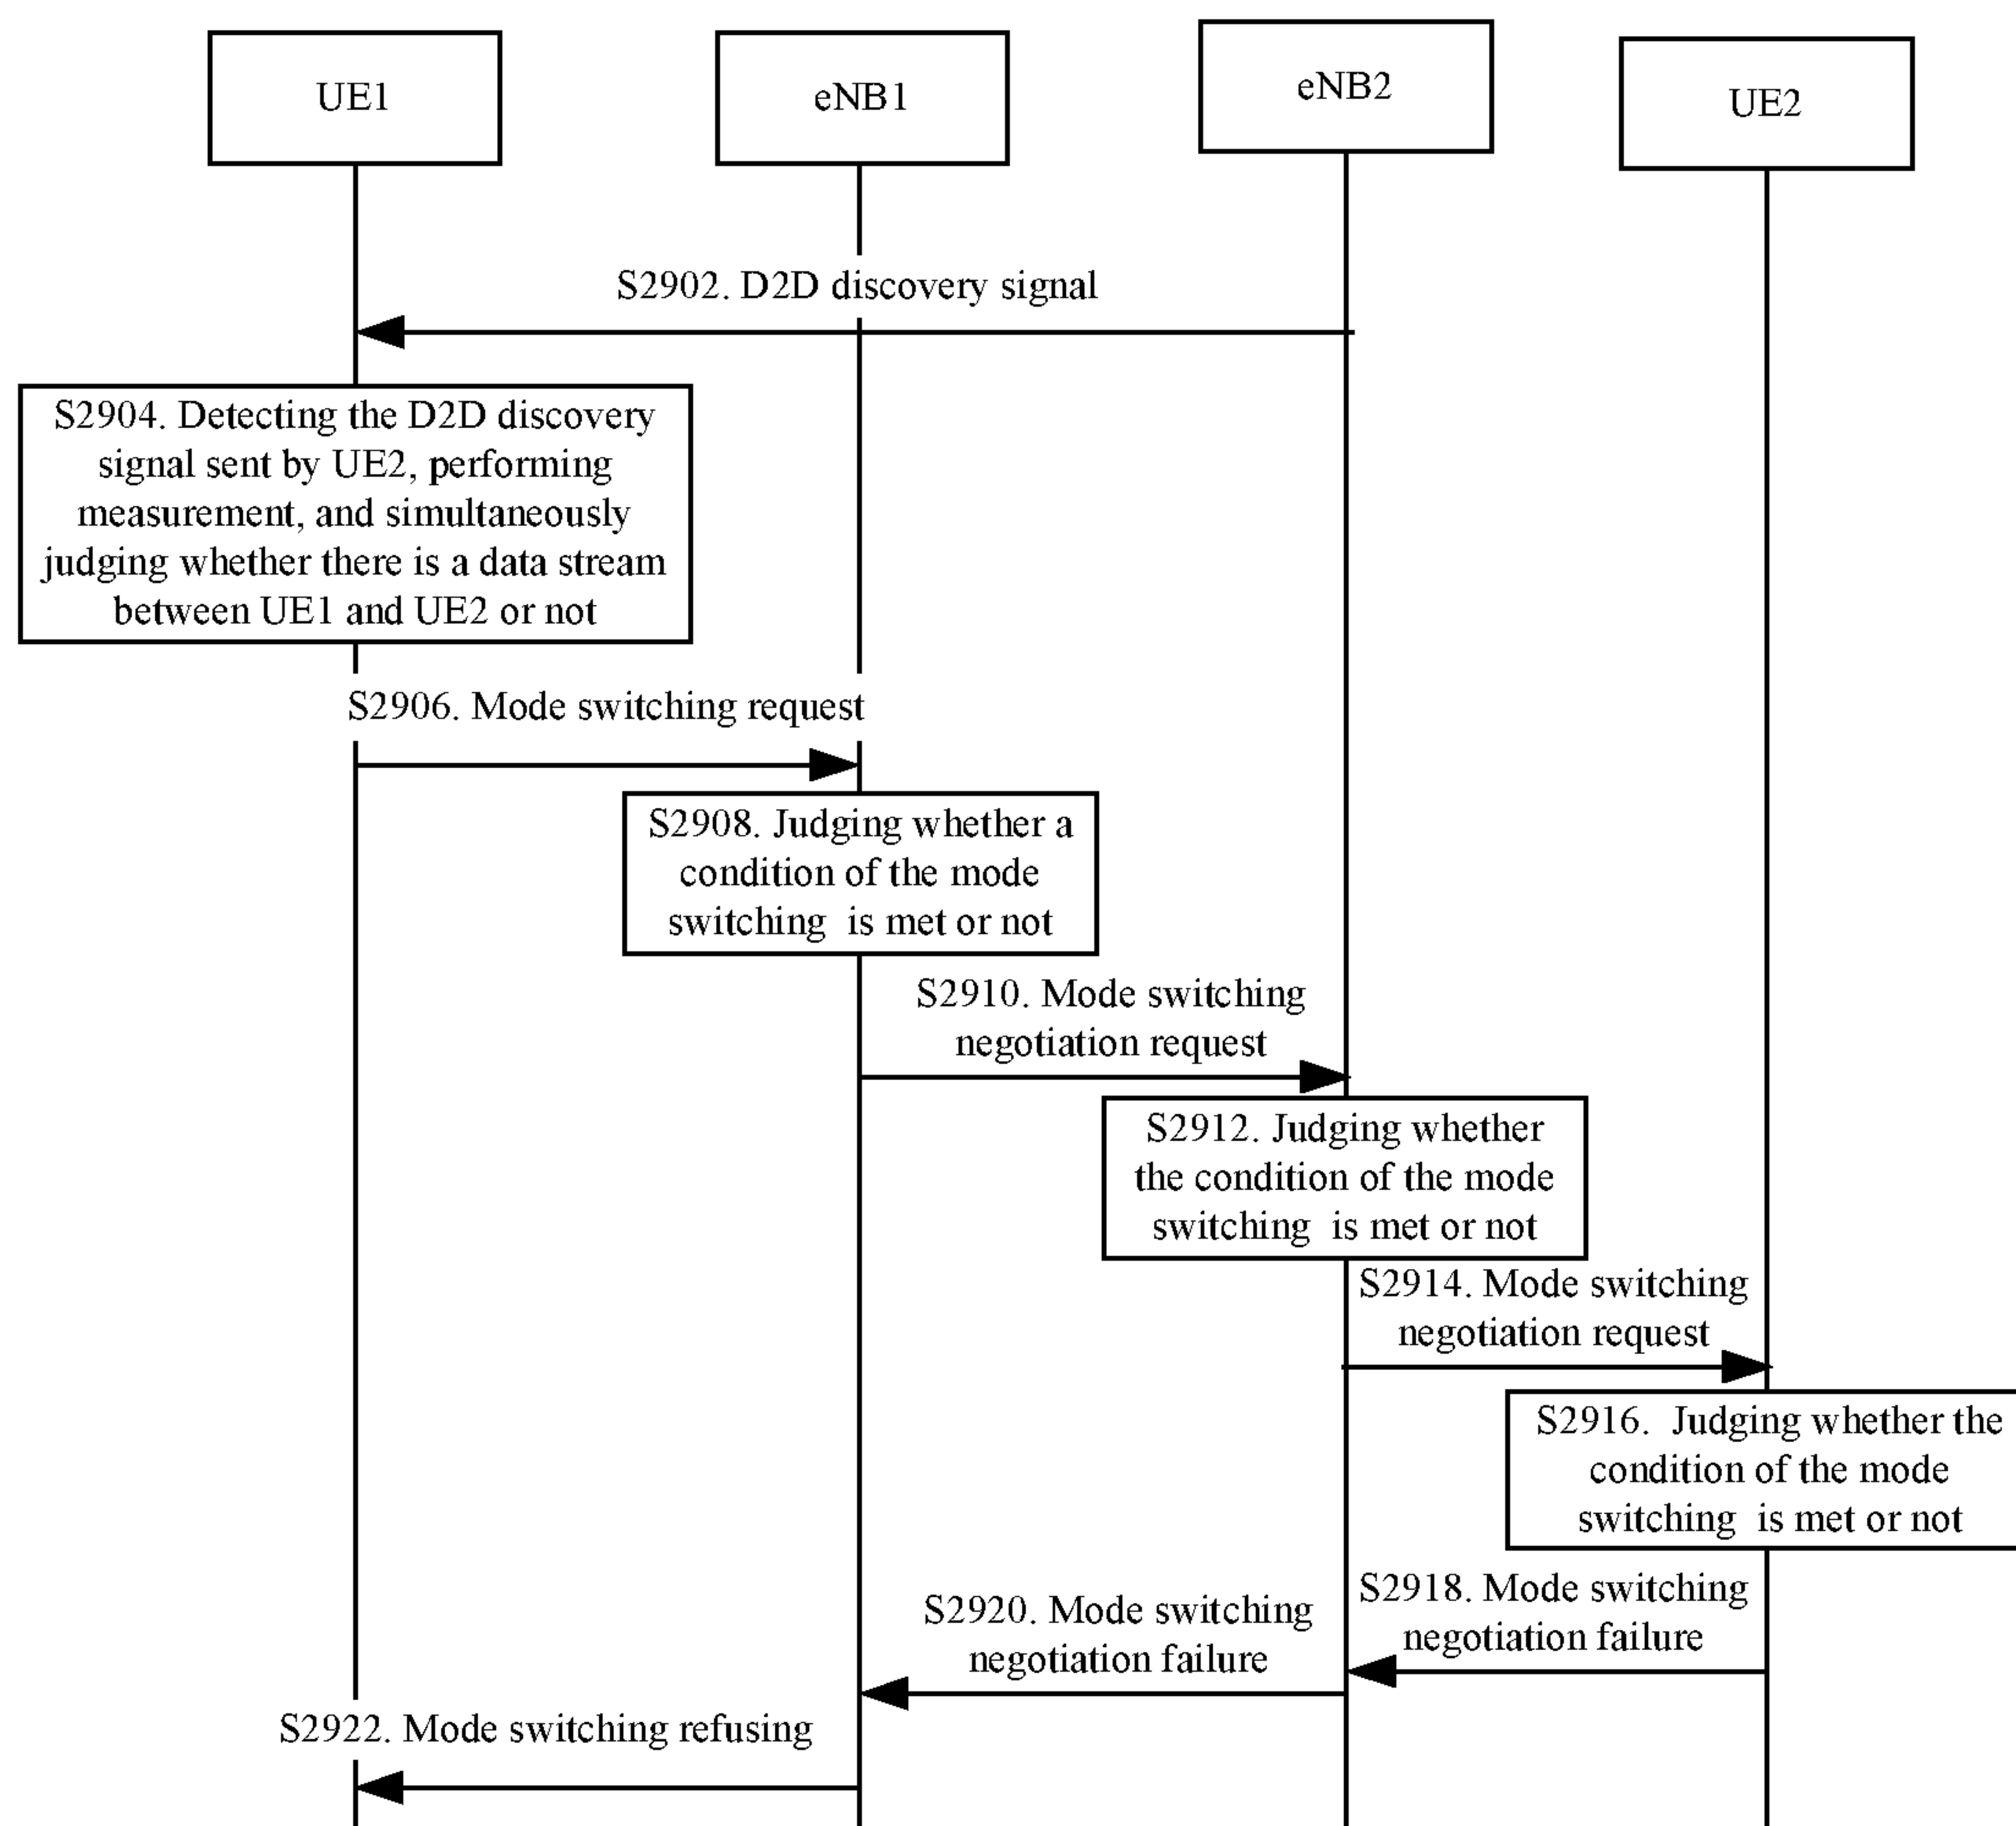 UE1
eNB1
eNB2
UE2
S2902. D2D discovery signal
S2904. Detecting the D2D discovery
signal sent by UE2, performing
measurement, and simultaneously
judging whether there is a data stream
between UE1 and UE2 or not
S2906. Mode switching request
S2908. Judging whether a
condition of the mode
switching  is met or not
S2910. Mode switching
negotiation request
S2912. Judging whether
the condition of the mode
switching  is met or not
S2914. Mode switching
negotiation request
S2916.  Judging whether the
condition of the mode
switching  is met or not
S2918. Mode switching
negotiation failure
S2920. Mode switching
negotiation failure
S2922. Mode switching refusing